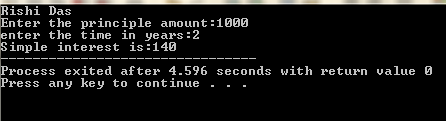 Rishi Das
Enter the principle amount:1000
enter the time in years:2
Simple interest is:140
--------------------------------
Process exited after 4.596 seconds with return value 0
Press any key to continue . . .